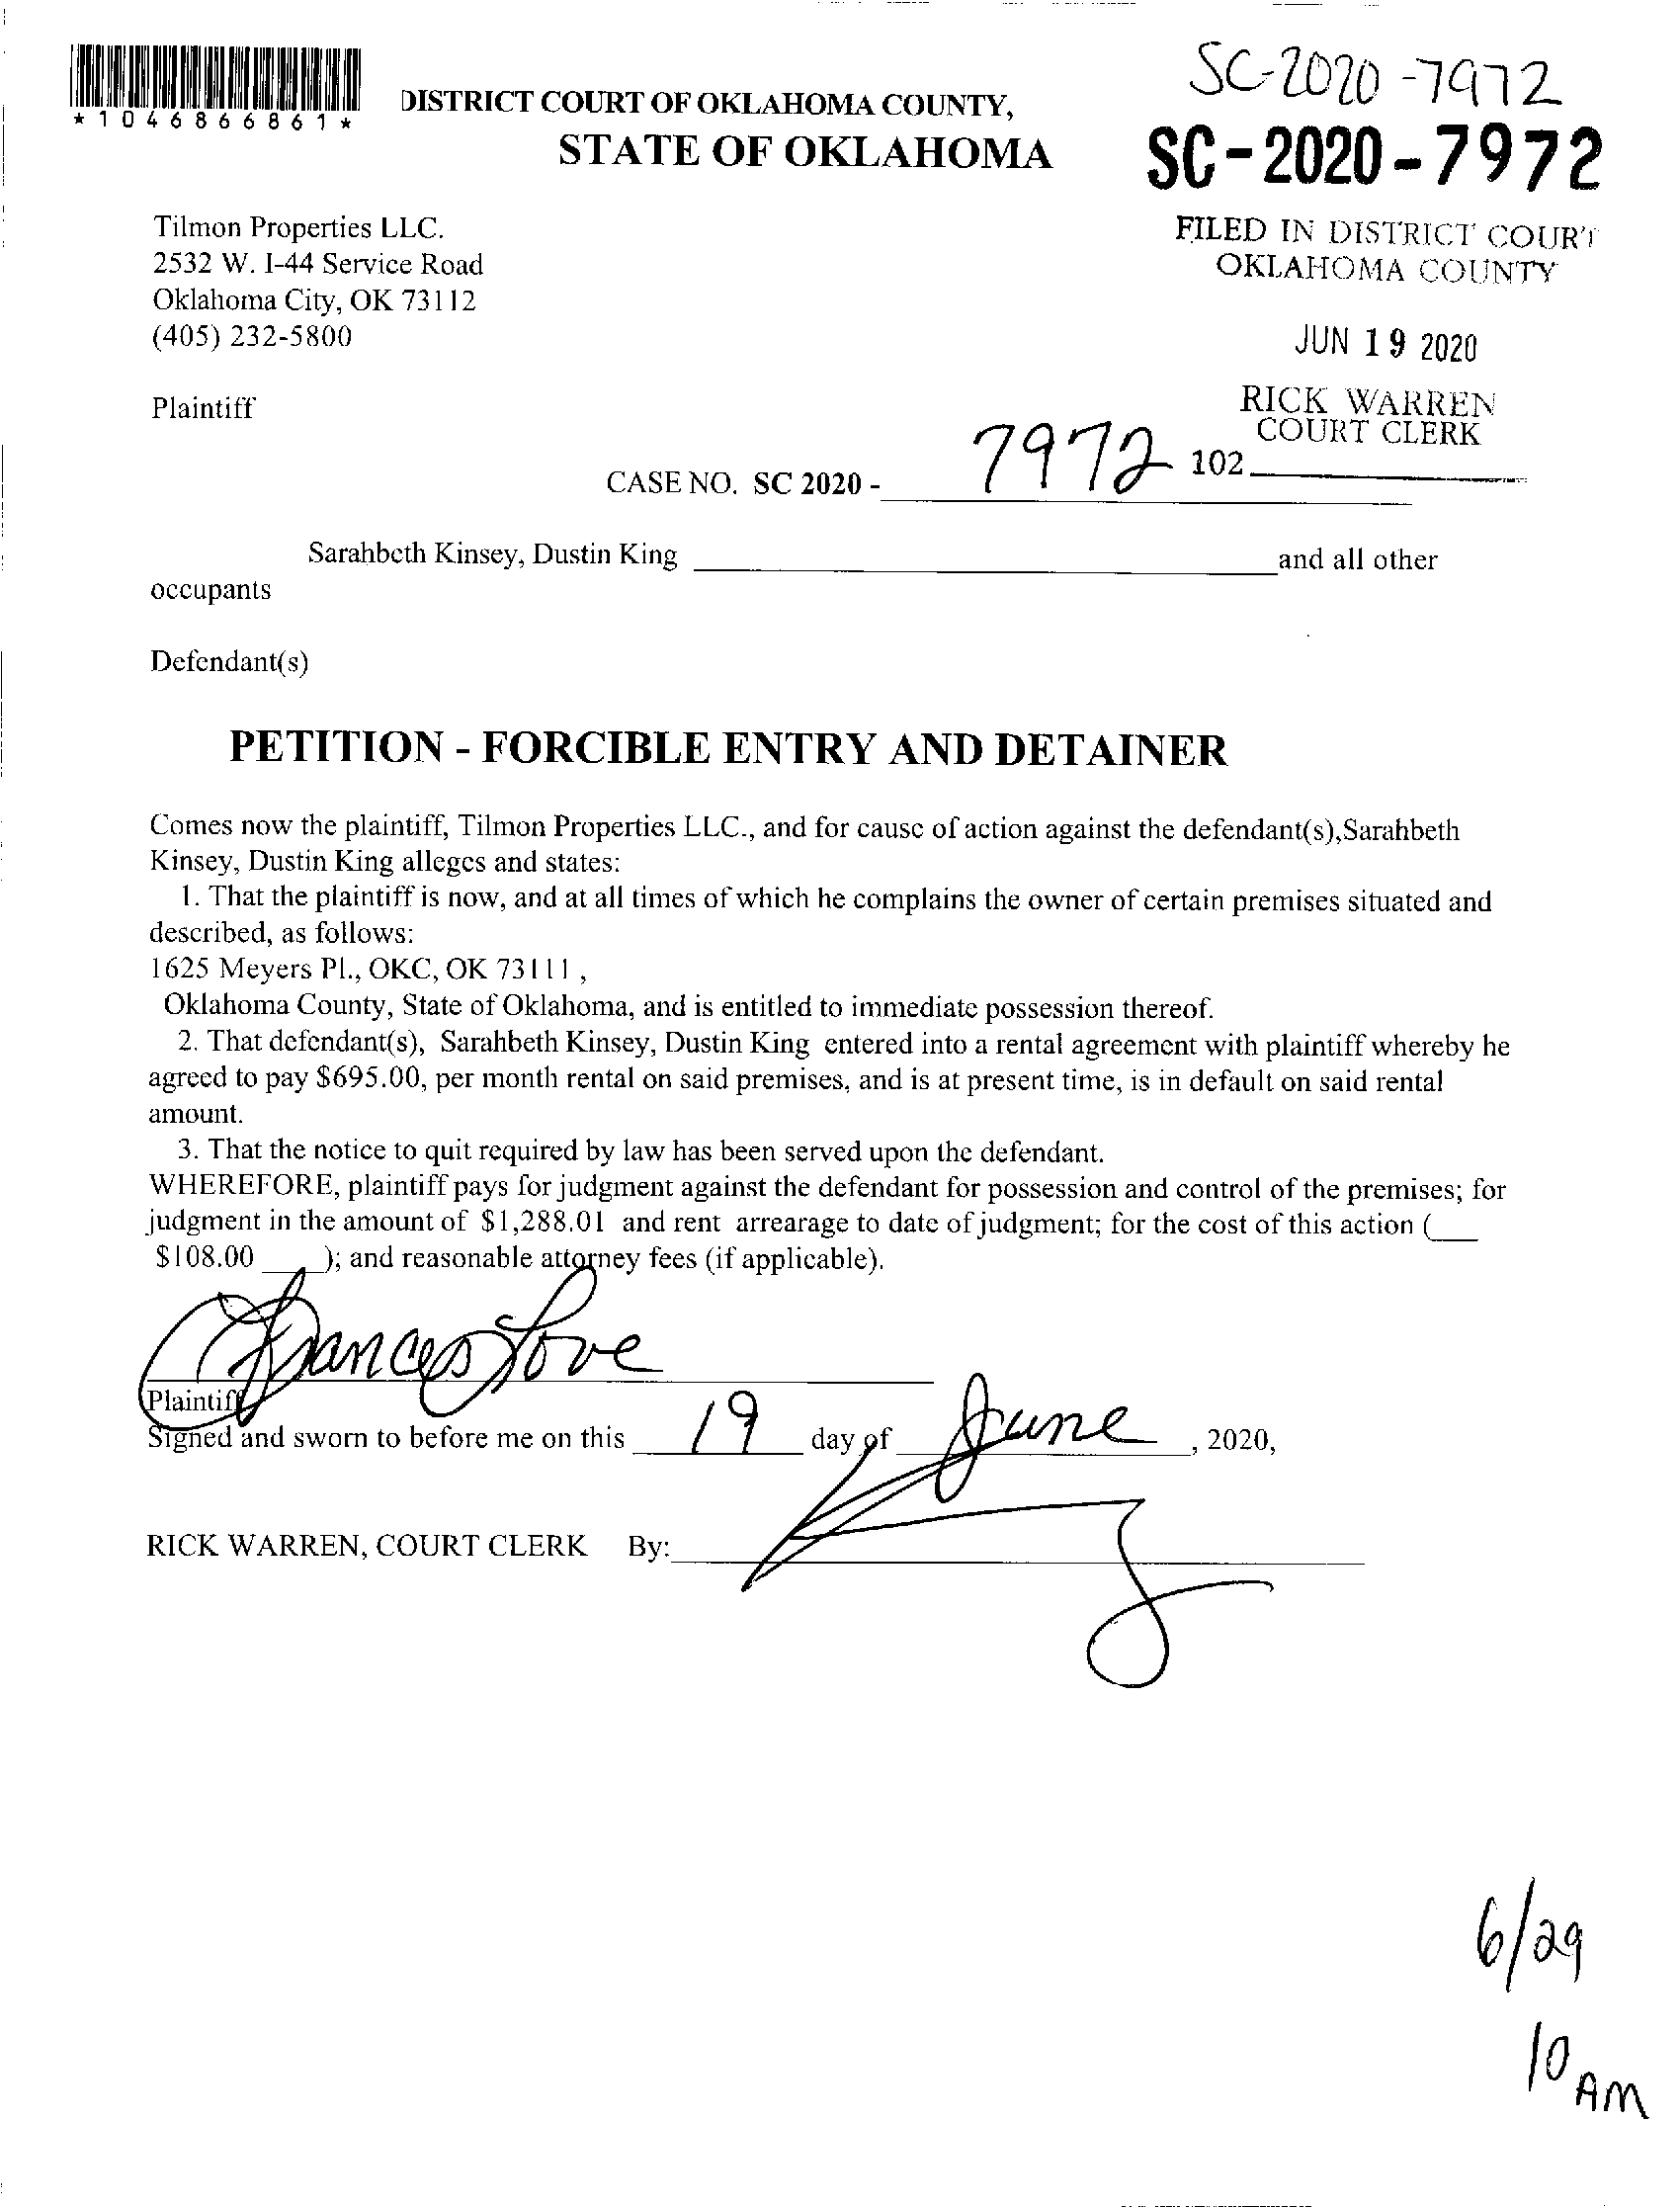 SC-2020-7972
*1046866861*
DISTRICT COURT OF OKLAHOMA COUNTY,
STATE OF OKLAHOMA
SC-2020-7972
Tilmon Properties LLC.
2532 W. I-44 Service Road
Oklahoma City, OK 73112
(405) 232-5800
FILED IN DISTRICT COURT
OKLAHOMA COUNTY
JUN 19 2020
Plaintiff
RICK WARREN
COURT CLERK
102
CASE NO. SC 2020 - 7972
Sarahbeth Kinsey, Dustin King and all other
occupants
Defendant(s)
PETITION - FORCIBLE ENTRY AND DETAINER
Comes now the plaintiff, Tilmon Properties LLC., and for cause of action against the defendant(s),Sarahbeth
Kinsey, Dustin King alleges and states:
1. That the plaintiff is now, and at all times of which he complains the owner of certain premises situated and
described, as follows:
1625 Meyers Pl., OKC, OK 73111 ,
Oklahoma County, State of Oklahoma, and is entitled to immediate possession thereof.
2. That defendant(s), Sarahbeth Kinsey, Dustin King entered into a rental agreement with plaintiff whereby he
agreed to pay $695.00, per month rental on said premises, and is at present time, is in default on said rental
amount.
3. That the notice to quit required by law has been served upon the defendant.
WHEREFORE, plaintiff pays for judgment against the defendant for possession and control of the premises; for
judgment in the amount of $1,288.01 and rent arrearage to date of judgment; for the cost of this action (___
$108.00 ____); and reasonable attorney fees (if applicable).
Frances Love
Plaintiff
Signed and sworn to before me on this 19 day of June , 2020,
RICK WARREN, COURT CLERK By:
6/29
10 AM